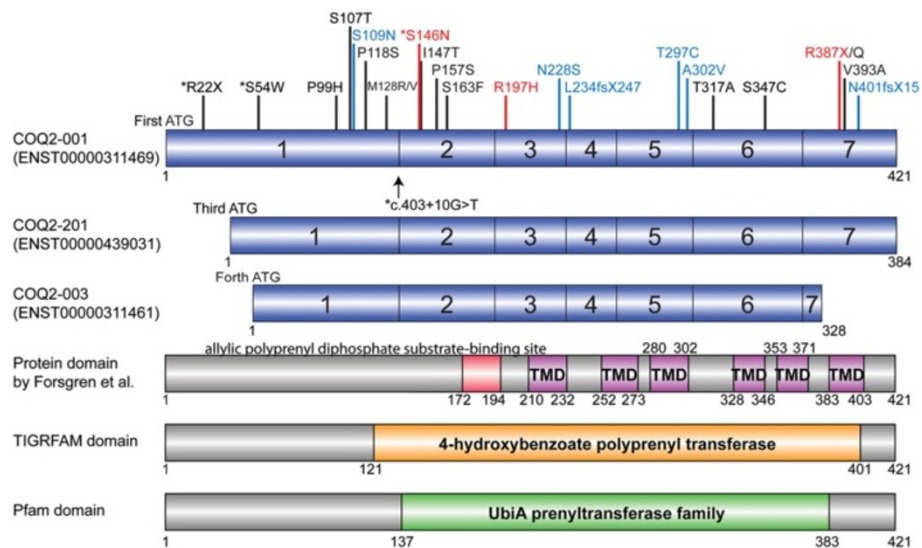 S107T
S109N *S146N
P118S I147T T297C R387X/Q
*R22X *S54W P99H M128R/V P157S S163F R197H N228S L234fsX247 A302V T317A S347C V393A N401fsX15
First ATG
COQ2-001
(ENST00000311469)
1 2 3 4 5 6 7
1 421
*c.403+10G>T
Third ATG
COQ2-201
(ENST00000439031)
1 2 3 4 5 6 7
1 384
Forth ATG
COQ2-003
(ENST00000311461)
1 2 3 4 5 6 7
1 328
allylic polyprenyl diphosphate substrate-binding site 280 302 353 371
Protein domain
by Forsgren et al.
TMD TMD TMD TMD TMD TMD
1 172 194 210 232 252 273 328 346 383 403 421
TIGRFAM domain
4-hydroxybenzoate polyprenyl transferase
1 121 401 421
Pfam domain
UbiA prenyltransferase family
1 137 383 421